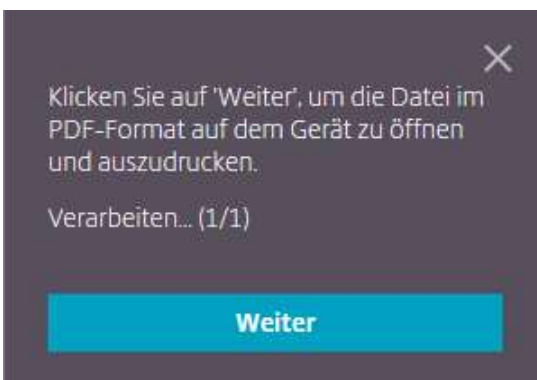 Klicken Sie auf 'Weiter', um die Datei im
PDF-Format auf dem Gerät zu öffnen
und auszudrucken.
Verarbeiten... (1/1)
Weiter